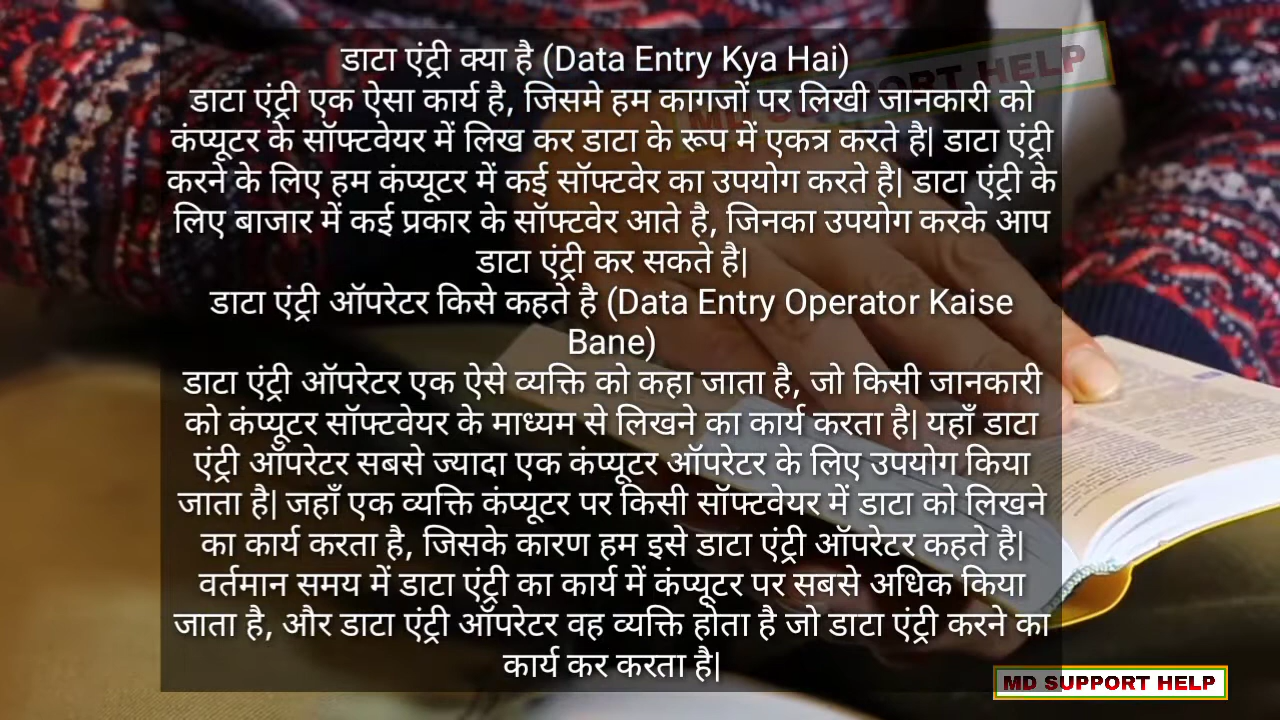 डाटा एंट्री क्या है (Data Entry Kya Hai)
डाटा एंट्री एक ऐसा कार्य है, जिसमे हम कागजों पर लिखी जानकारी को
कंप्यूटर के सॉफ्टवेयर में लिख कर डाटा के रूप में एकत्र करते है| डाटा एंट्री
करने के लिए हम कंप्यूटर में कई सॉफ्टवेर का उपयोग करते है| डाटा एंट्री के
लिए बाजार में कई प्रकार के सॉफ्टवेर आते है, जिनका उपयोग करके आप
डाटा एंट्री कर सकते है|
डाटा एंट्री ऑपरेटर किसे कहते है (Data Entry Operator Kaise
Bane)
डाटा एंट्री ऑपरेटर एक ऐसे व्यक्ति को कहा जाता है, जो किसी जानकारी
को कंप्यूटर सॉफ्टवेयर के माध्यम से लिखने का कार्य करता है| यहाँ डाटा
एंट्री ऑपरेटर सबसे ज्यादा एक कंप्यूटर ऑपरेटर के लिए उपयोग किया
जाता है| जहाँ एक व्यक्ति कंप्यूटर पर किसी सॉफ्टवेयर में डाटा को लिखने
का कार्य करता है, जिसके कारण हम इसे डाटा एंट्री ऑपरेटर कहते है|
वर्तमान समय में डाटा एंट्री का कार्य में कंप्यूटर पर सबसे अधिक किया
जाता है, और डाटा एंट्री ऑपरेटर वह व्यक्ति होता है जो डाटा एंट्री करने का
कार्य कर करता है|
MD SUPPORT HELP
MD SUPPORT HELP